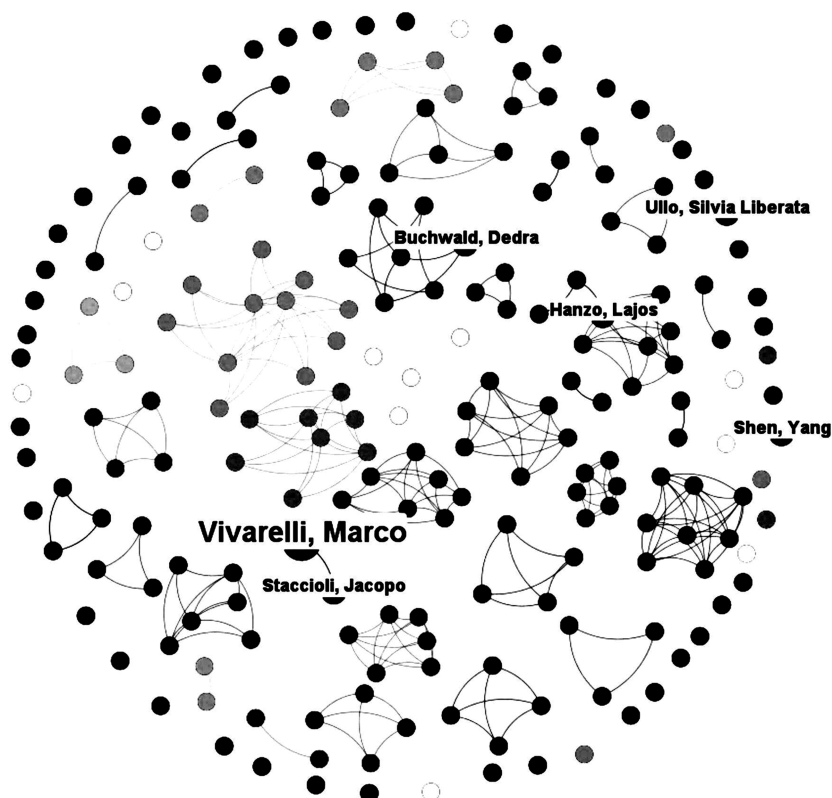 Ullo, Silvia Liberata
Buchwald, Dedra
Hanzo, Lajos
Shen, Yang
Vivarelli, Marco
Staccioli, Jacopo